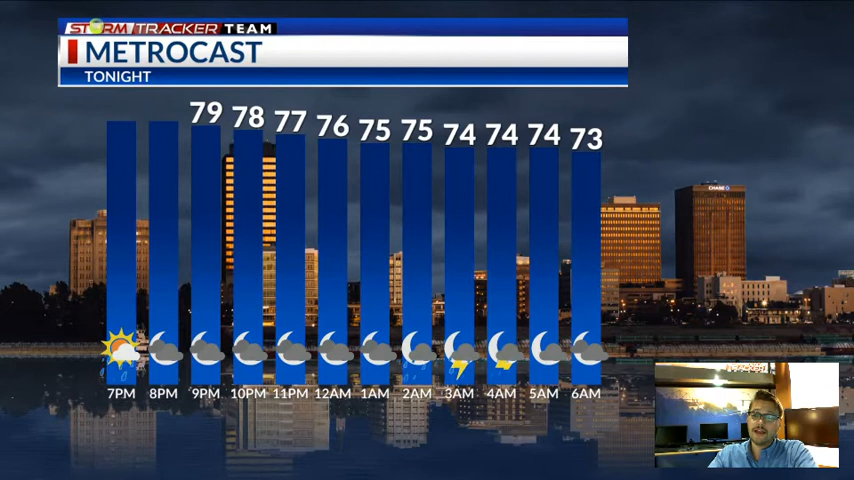 STORM TRACKER TEAM
METROCAST
TONIGHT
79 78 77 76 75 75 74 74 74 73
CHASE
7PM 8PM 9PM 10PM 11PM 12AM 1AM 2AM 3AM 4AM 5AM 6AM
TRACKER